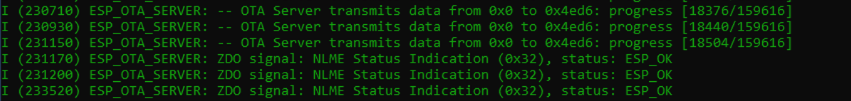 I (230710) ESP_OTA_SERVER: -- OTA Server transmits data from 0x0 to 0x4ed6: progress [18376/159616]
I (230930) ESP_OTA_SERVER: -- OTA Server transmits data from 0x0 to 0x4ed6: progress [18440/159616]
I (231150) ESP_OTA_SERVER: -- OTA Server transmits data from 0x0 to 0x4ed6: progress [18504/159616]
I (231170) ESP_OTA_SERVER: ZDO signal: NLME Status Indication (0x32), status: ESP_OK
I (231200) ESP_OTA_SERVER: ZDO signal: NLME Status Indication (0x32), status: ESP_OK
I (233520) ESP_OTA_SERVER: ZDO signal: NLME Status Indication (0x32), status: ESP_OK